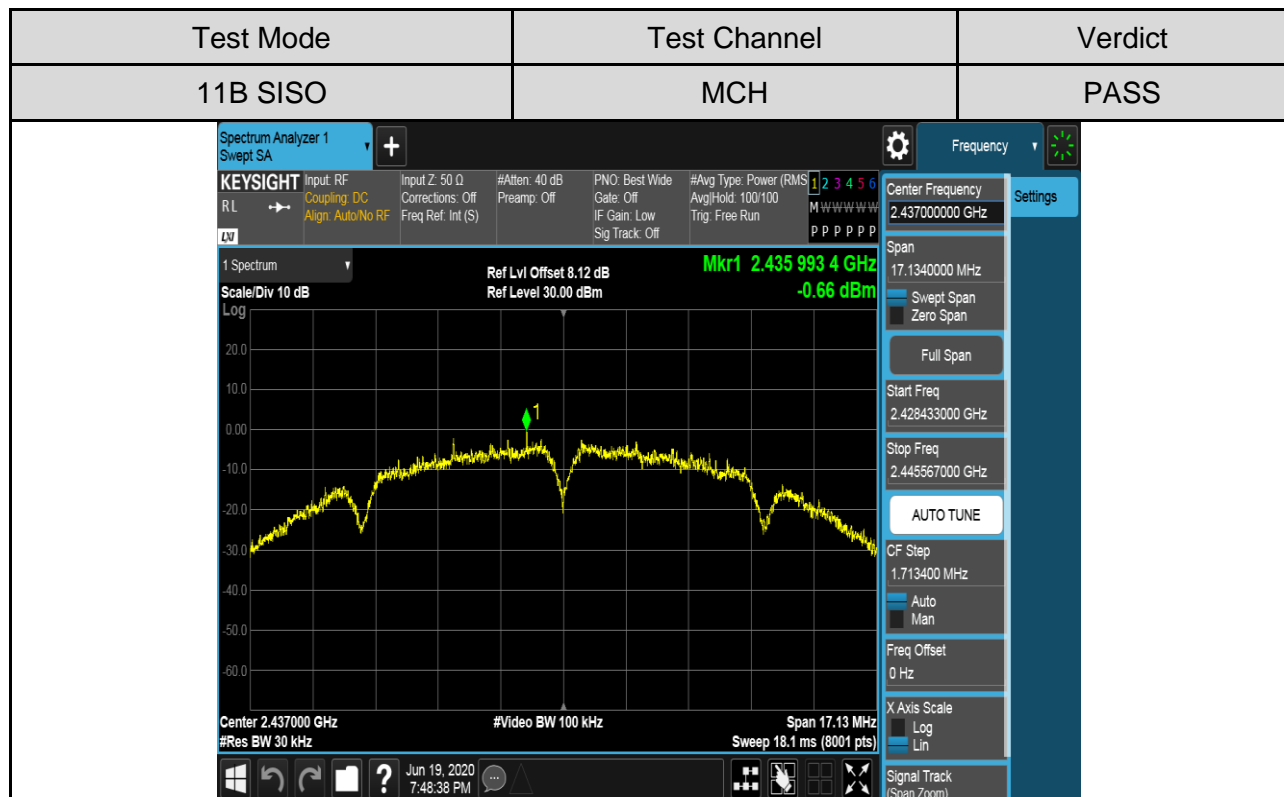 Test Mode Test Channel Verdict
11B SISO MCH PASS
Spectrum Analyzer 1
Swept SA
Frequency
KEYSIGHT Input: RF Input Z: 50 Ω #Atten: 40 dB PNO: Best Wide #Avg Type: Power (RMS 1 2 3 4 5 6
R L Coupling: DC Corrections: Off Preamp: Off Gate: Off Avg|Hold: 100/100
Align: Auto/No RF Freq Ref: Int (S) IF Gain: Low Trig: Free Run M W W W W W
LXI Sig Track: Off P P P P P P
1 Spectrum
Ref Lvl Offset 8.12 dB
Mkr1 2.435 993 4 GHz
Scale/Div 10 dB
Ref Level 30.00 dBm
-0.66 dBm
Log
20.0
10.0
0.00
-10.0
-20.0
-30.0
-40.0
-50.0
-60.0
1
Center 2.437000 GHz #Video BW 100 kHz Span 17.13 MHz
#Res BW 30 kHz Sweep 18.1 ms (8001 pts)
Jun 19, 2020
7:48:38 PM
Settings
Center Frequency
2.437000000 GHz
Span
17.1340000 MHz
Swept Span
Zero Span
Full Span
Start Freq
2.428433000 GHz
Stop Freq
2.445567000 GHz
AUTO TUNE
CF Step
1.713400 MHz
Auto
Man
Freq Offset
0 Hz
X Axis Scale
Log
Lin
Signal Track
(Span Zoom)